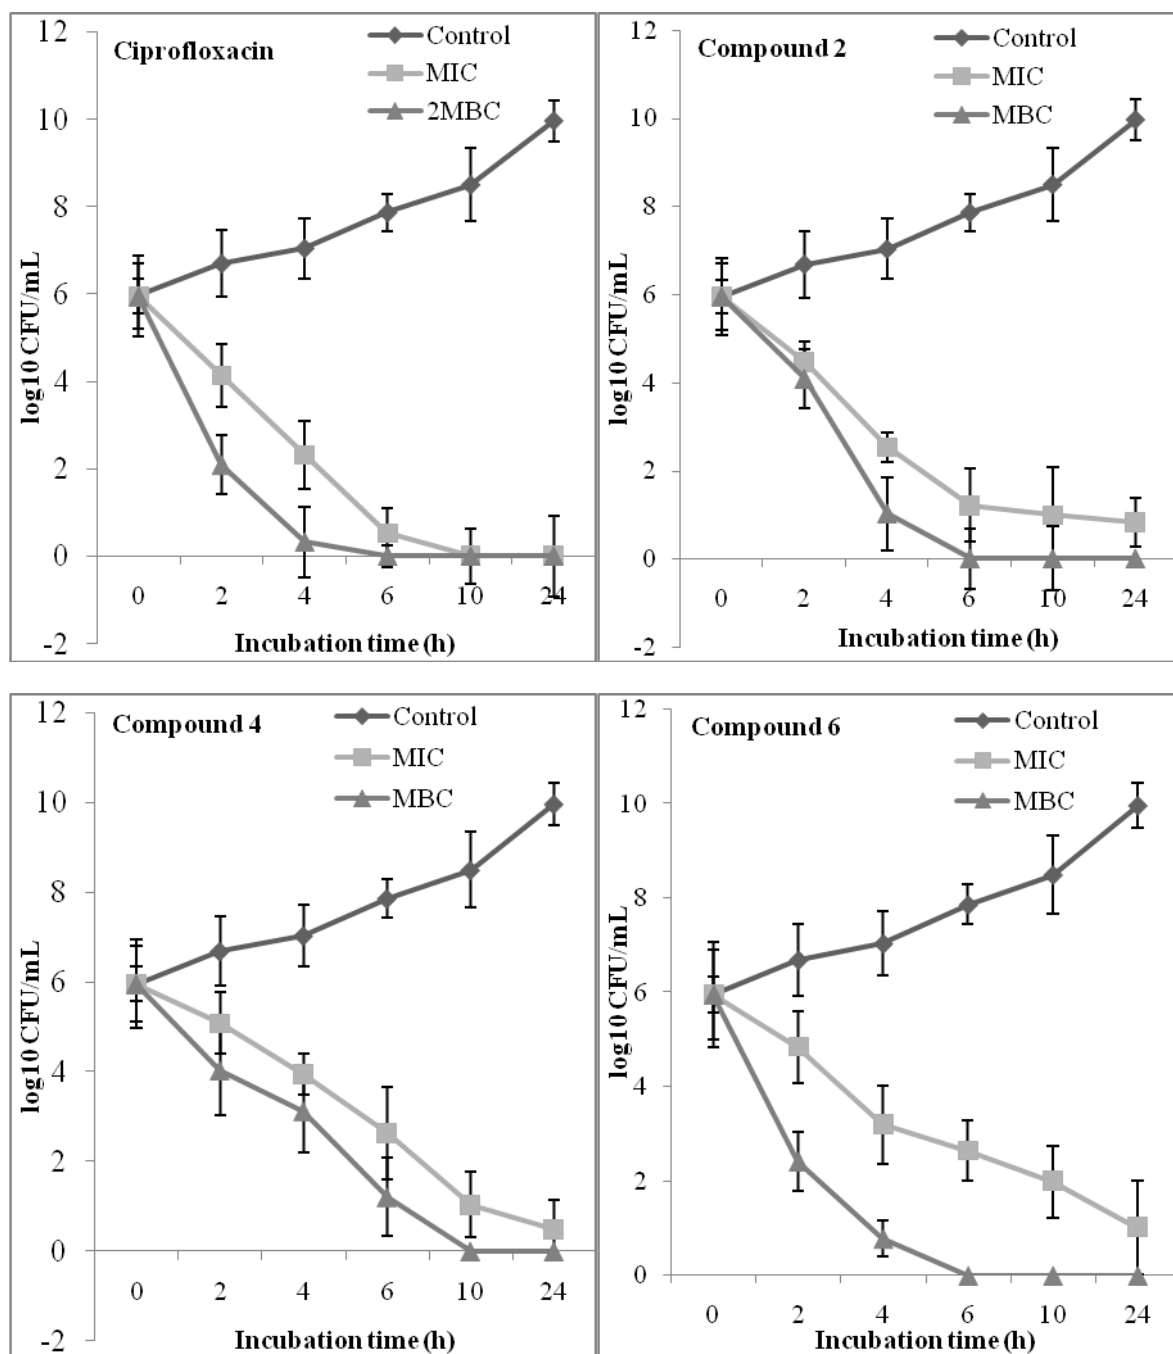 Ciprofloxacin
Control
MIC
2MBC
12
10
8
6
4
2
0
-2
log10 CFU/mL
0 2 4 6 10 24
Incubation time (h)
Compound 2
Control
MIC
MBC
12
10
8
6
4
2
0
-2
log10 CFU/mL
0 2 4 6 10 24
Incubation time (h)
Compound 4
Control
MIC
MBC
12
10
8
6
4
2
0
-2
log10 CFU/mL
0 2 4 6 10 24
Incubation time (h)
Compound 6
Control
MIC
MBC
12
10
8
6
4
2
0
log10 CFU/mL
0 2 4 6 10 24
Incubation time (h)